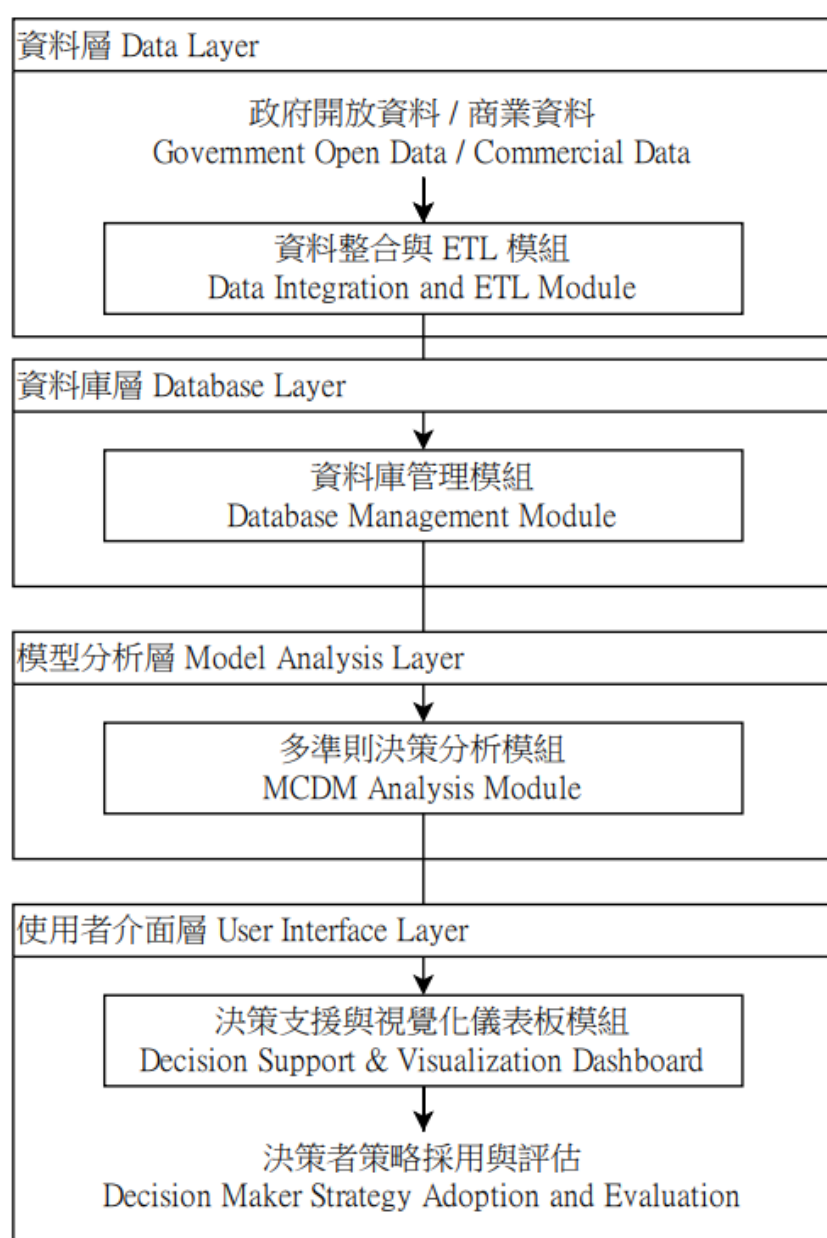 資料層 Data Layer
政府開放資料 / 商業資料
Government Open Data / Commercial Data
資料整合與 ETL 模組
Data Integration and ETL Module
資料庫層 Database Layer
資料庫管理模組
Database Management Module
模型分析層 Model Analysis Layer
多準則決策分析模組
MCDM Analysis Module
使用者介面層 User Interface Layer
決策支援與視覺化儀表板模組
Decision Support & Visualization Dashboard
決策者策略採用與評估
Decision Maker Strategy Adoption and Evaluation